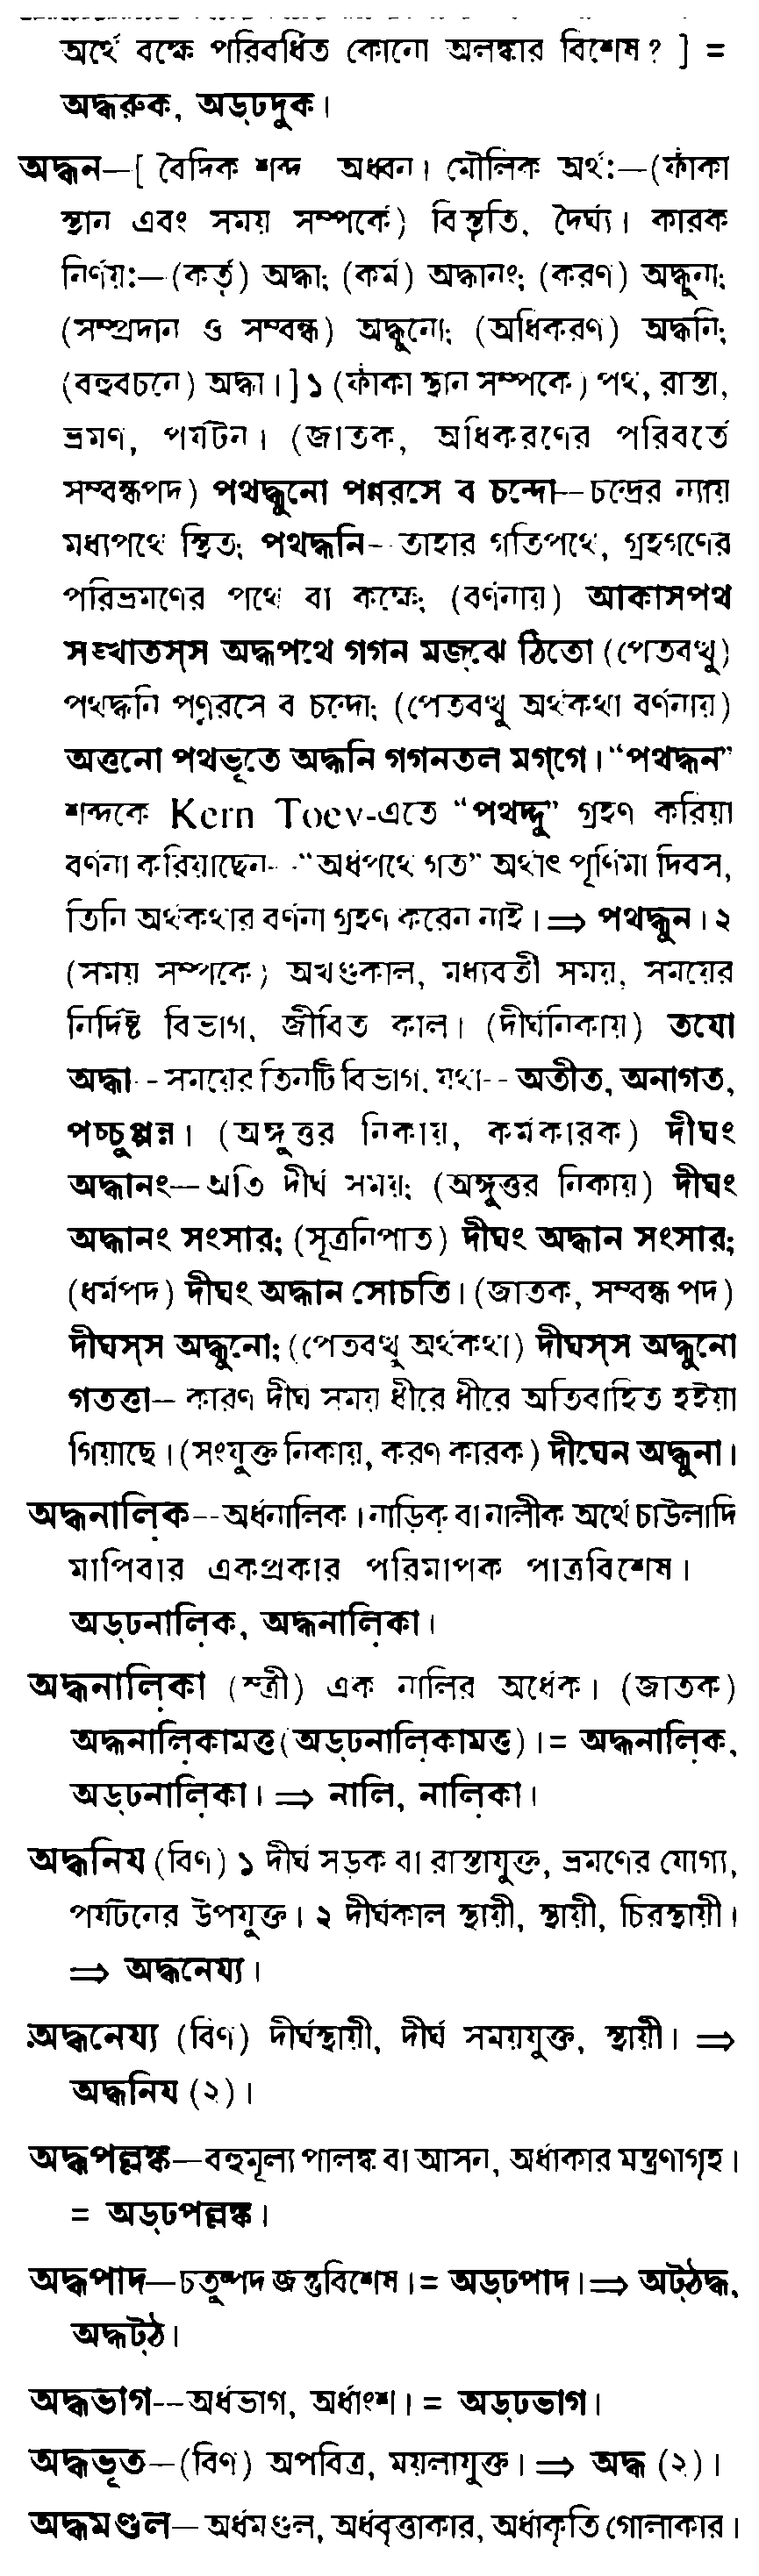 অর্থে বক্ষে পরিবর্ধিত কোনো অলঙ্কার বিশেষ? ] =
অদ্ধরুক, অড্ঢদুক।
অদ্ধন—[ বৈদিক শব্দ অধ্বন। মৌলিক অর্থ:—(ফাঁকা
স্থান এবং সময় সম্পর্কে) বিস্তৃতি, দৈর্ঘ্য। কারক
নির্ণয়:—(কর্তৃ) অদ্ধা; (কর্ম) অদ্ধানং; (করণ) অদ্ধুনা;
(সম্প্রদান ও সম্বন্ধ) অদ্ধুনো; (অধিকরণ) অদ্ধনি;
(বহুবচনে) অদ্ধা।] ১ (ফাঁকা স্থান সম্পর্কে) পথ, রাস্তা,
ভ্রমণ, পর্যটন। (জাতক, অধিকরণের পরিবর্তে
সম্বন্ধপদ) পথদ্ধুনো পন্নরসে ব চন্দো—চন্দ্রের ন্যায়
মধ্যপথে স্থিত; পথদ্ধনি—তাহার গতিপথে, গ্রহগণের
পরিভ্রমণের পথে বা কক্ষে; (বর্ণনায়) আকাসপথ
সঙ্খাতস্স অদ্ধপথে গগন মজ্ঝে ঠিতো (পেতবত্থু)
পথদ্ধনি পণ্ণরসে ব চন্দো; (পেতবত্থু অর্থকথা বর্ণনায়)
অত্তনো পথভূতে অদ্ধনি গগনতল মগ্গে। “পথদ্ধন”
শব্দকে Kern Toev-এতে “পথদ্দু” গ্রহণ করিয়া
বর্ণনা করিয়াছেন—“অর্ধপথে গত” অর্থাৎ পূর্ণিমা দিবস,
তিনি অর্থকথার বর্ণনা গ্রহণ করেন নাই। ⇒ পথদ্ধুন। ২
(সময় সম্পর্কে) অখণ্ডকাল, মধ্যবর্তী সময়, সময়ের
নির্দিষ্ট বিভাগ, জীবিত কাল। (দীর্ঘনিকায়) তযো
অদ্ধা—সময়ের তিনটি বিভাগ, যথা—অতীত, অনাগত,
পচ্চুপ্পন্ন। (অঙ্গুত্তর নিকায়, কর্মকারক) দীঘং
অদ্ধানং—অতি দীর্ঘ সময়; (অঙ্গুত্তর নিকায়) দীঘং
অদ্ধানং সংসার; (সূত্রনিপাত) দীঘং অদ্ধান সংসার;
(ধর্মপদ) দীঘং অদ্ধান সোচতি। (জাতক, সম্বন্ধ পদ)
দীঘস্স অদ্ধুনো; (পেতবত্থু অর্থকথা) দীঘস্স অদ্ধুনো
গতত্তা—কারণ দীর্ঘ সময় ধীরে ধীরে অতিবাহিত হইয়া
গিয়াছে। (সংযুক্ত নিকায়, করণ কারক) দীঘেন অদ্ধুনা।
অদ্ধনালি়ক—অর্ধনালিক। নাড়িক বা নালীক অর্থে চাউলাদি
মাপিবার একপ্রকার পরিমাপক পাত্রবিশেষ।
অড্ঢনালি়ক, অদ্ধনালি়কা।
অদ্ধনালি়কা (স্ত্রী) এক নালির অর্ধেক। (জাতক)
অদ্ধনালি়কামত্ত (অড্ঢনালি়কামত্ত)। = অদ্ধনালি়ক,
অড্ঢনালি়কা। ⇒ নালি, নালি়কা।
অদ্ধনিয (বিণ) ১ দীর্ঘ সড়ক বা রাস্তাযুক্ত, ভ্রমণের যোগ্য,
পর্যটনের উপযুক্ত। ২ দীর্ঘকাল স্থায়ী, স্থায়ী, চিরস্থায়ী।
⇒ অদ্ধনেয্য।
অদ্ধনেয্য (বিণ) দীর্ঘস্থায়ী, দীর্ঘ সময়যুক্ত, স্থায়ী। ⇒
অদ্ধনিয (২)।
অদ্ধপল্লঙ্ক—বহুমূল্য পালঙ্ক বা আসন, অর্ধাকার মন্ত্রণাগৃহ।
= অড্ঢপল্লঙ্ক।
অদ্ধপাদ—চতুষ্পদ জন্তুবিশেষ। = অড্ঢপাদ। ⇒ অট্ঠদ্ধ,
অদ্ধট্ঠ।
অদ্ধভাগ—অর্ধভাগ, অর্ধাংশ। = অড্ঢভাগ।
অদ্ধভূত—(বিণ) অপবিত্র, ময়লাযুক্ত। ⇒ অদ্ধ (২)।
অদ্ধমণ্ডল—অর্ধমণ্ডল, অর্ধবৃত্তাকার, অর্ধাকৃতি গোলাকার।